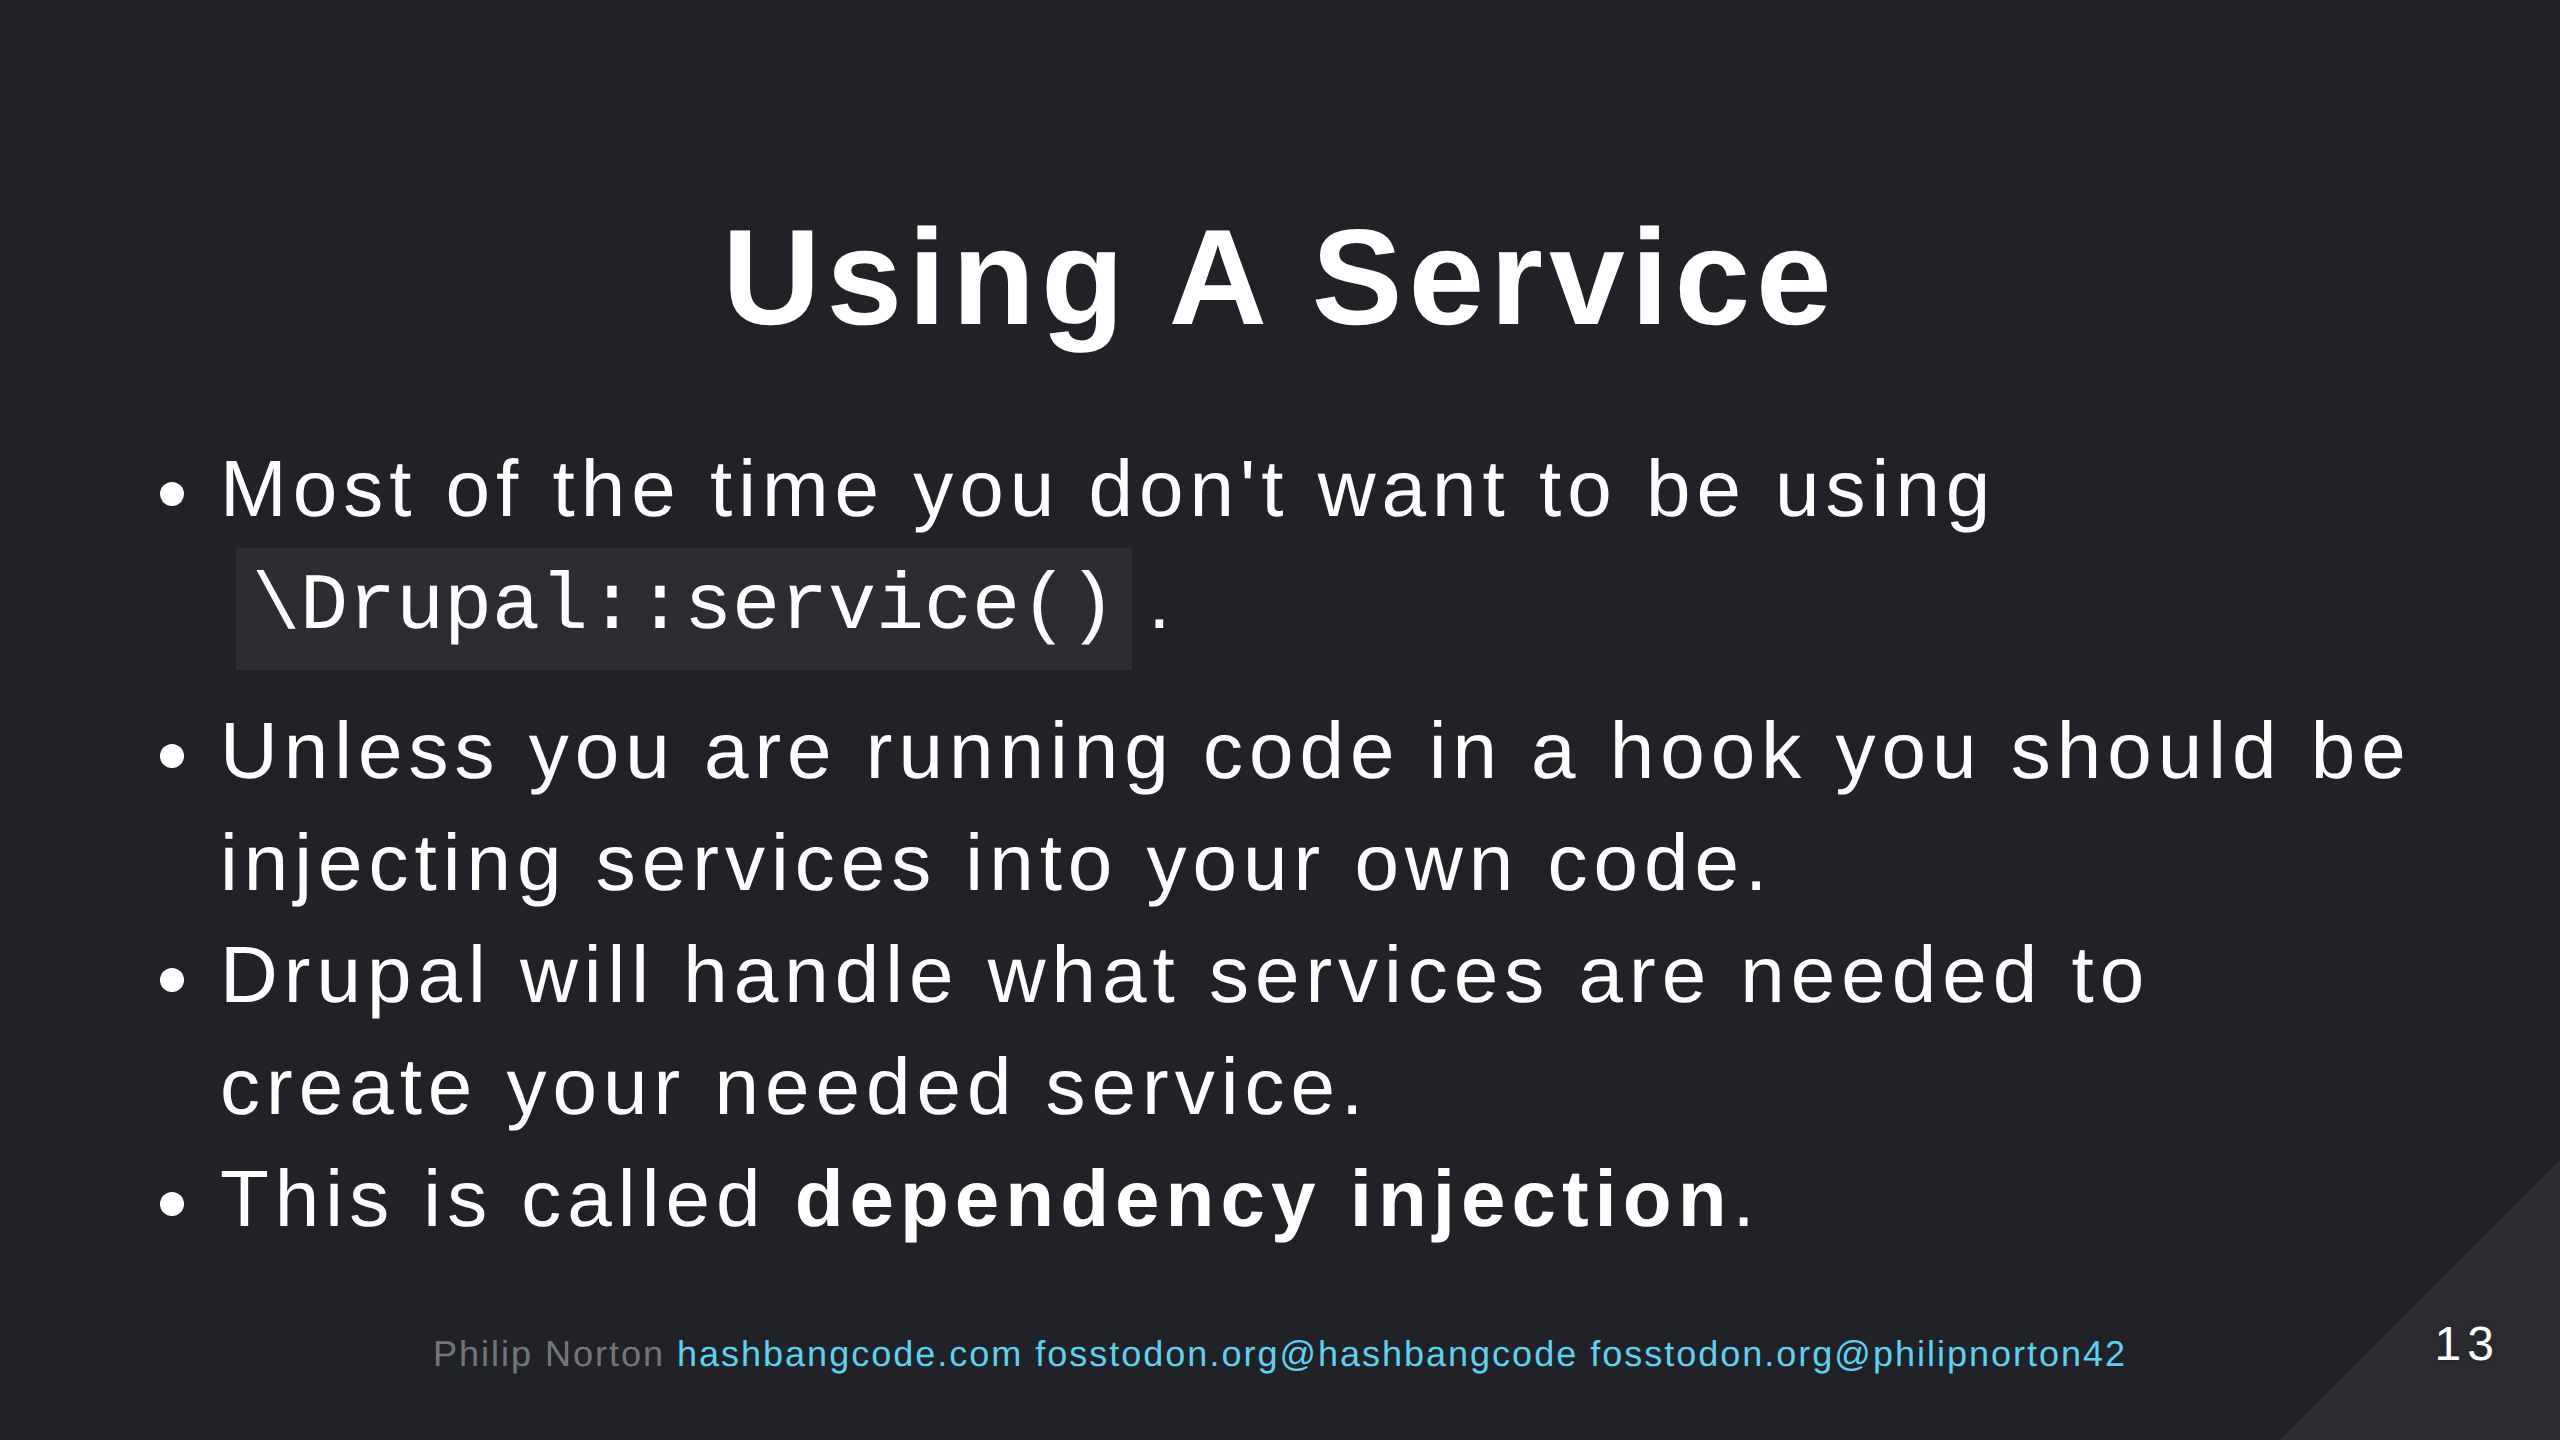 Using A Service
• Most of the time you don't want to be using
\Drupal::service() .
• Unless you are running code in a hook you should be
injecting services into your own code.
• Drupal will handle what services are needed to
create your needed service.
• This is called dependency injection.
Philip Norton hashbangcode.com fosstodon.org@hashbangcode fosstodon.org@philipnorton42
13